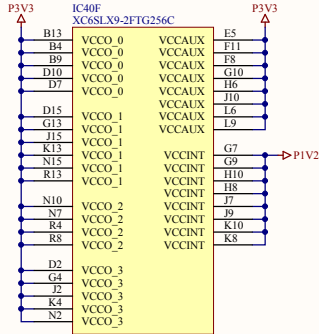 P3V3
IC40F
XC6SLX9-2FTG256C
P3V3
B13 VCCO_0 VCCAUX E5
B4 VCCO_0 VCCAUX F11
B9 VCCO_0 VCCAUX F8
D10 VCCO_0 VCCAUX G10
D7 VCCO_0 VCCAUX H6
VCCAUX J10
D15 VCCO_1 VCCAUX L6
G13 VCCO_1 VCCAUX L9
J15 VCCO_1
K13 VCCO_1 VCCINT G7 P1V2
N15 VCCO_1 VCCINT G9
R13 VCCO_1 VCCINT H10
VCCINT H8
N10 VCCO_2 VCCINT J7
N7 VCCO_2 VCCINT J9
R4 VCCO_2 VCCINT K10
R8 VCCO_2 VCCINT K8
D2 VCCO_3
G4 VCCO_3
J2 VCCO_3
K4 VCCO_3
N2 VCCO_3